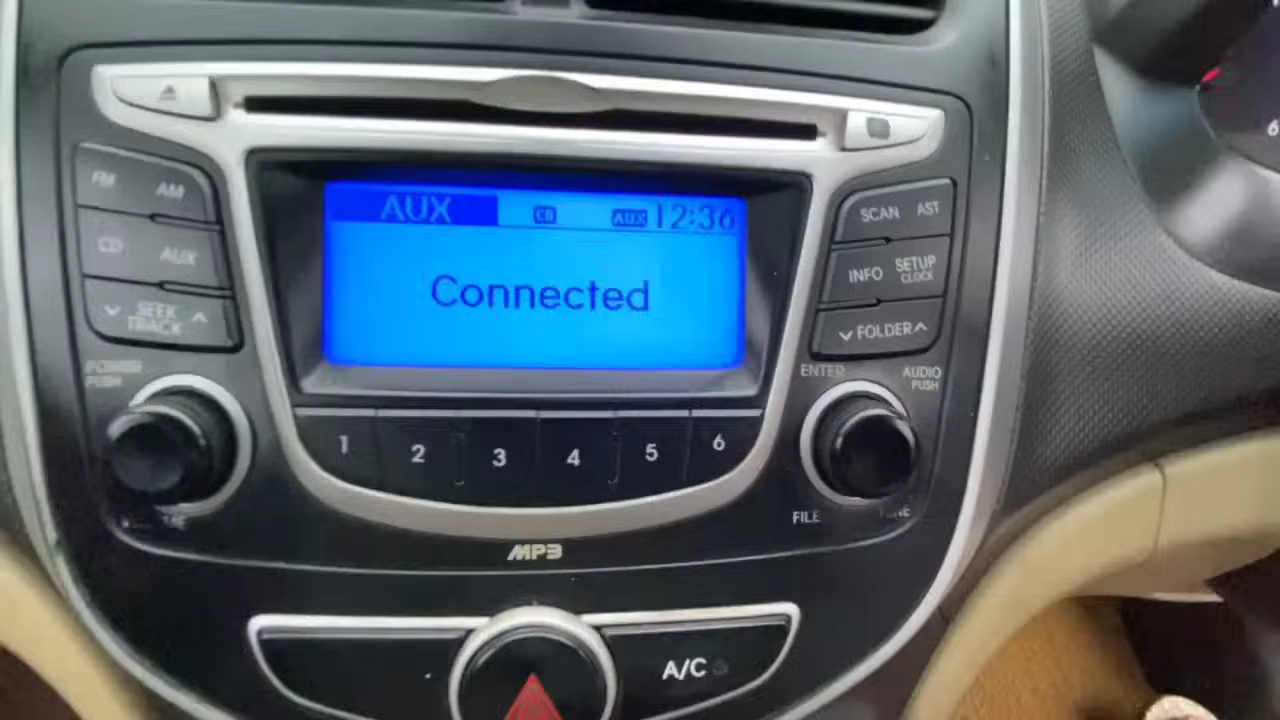 FM AM
CD AUX
SEEK
TRACK
POWER
PUSH
AUX CD AUX 12:36
Connected
SCAN AST
INFO SETUP
CLOCK
FOLDER
ENTER AUDIO
PUSH
1 2 3 4 5 6
FILE
MP3
A/C
6